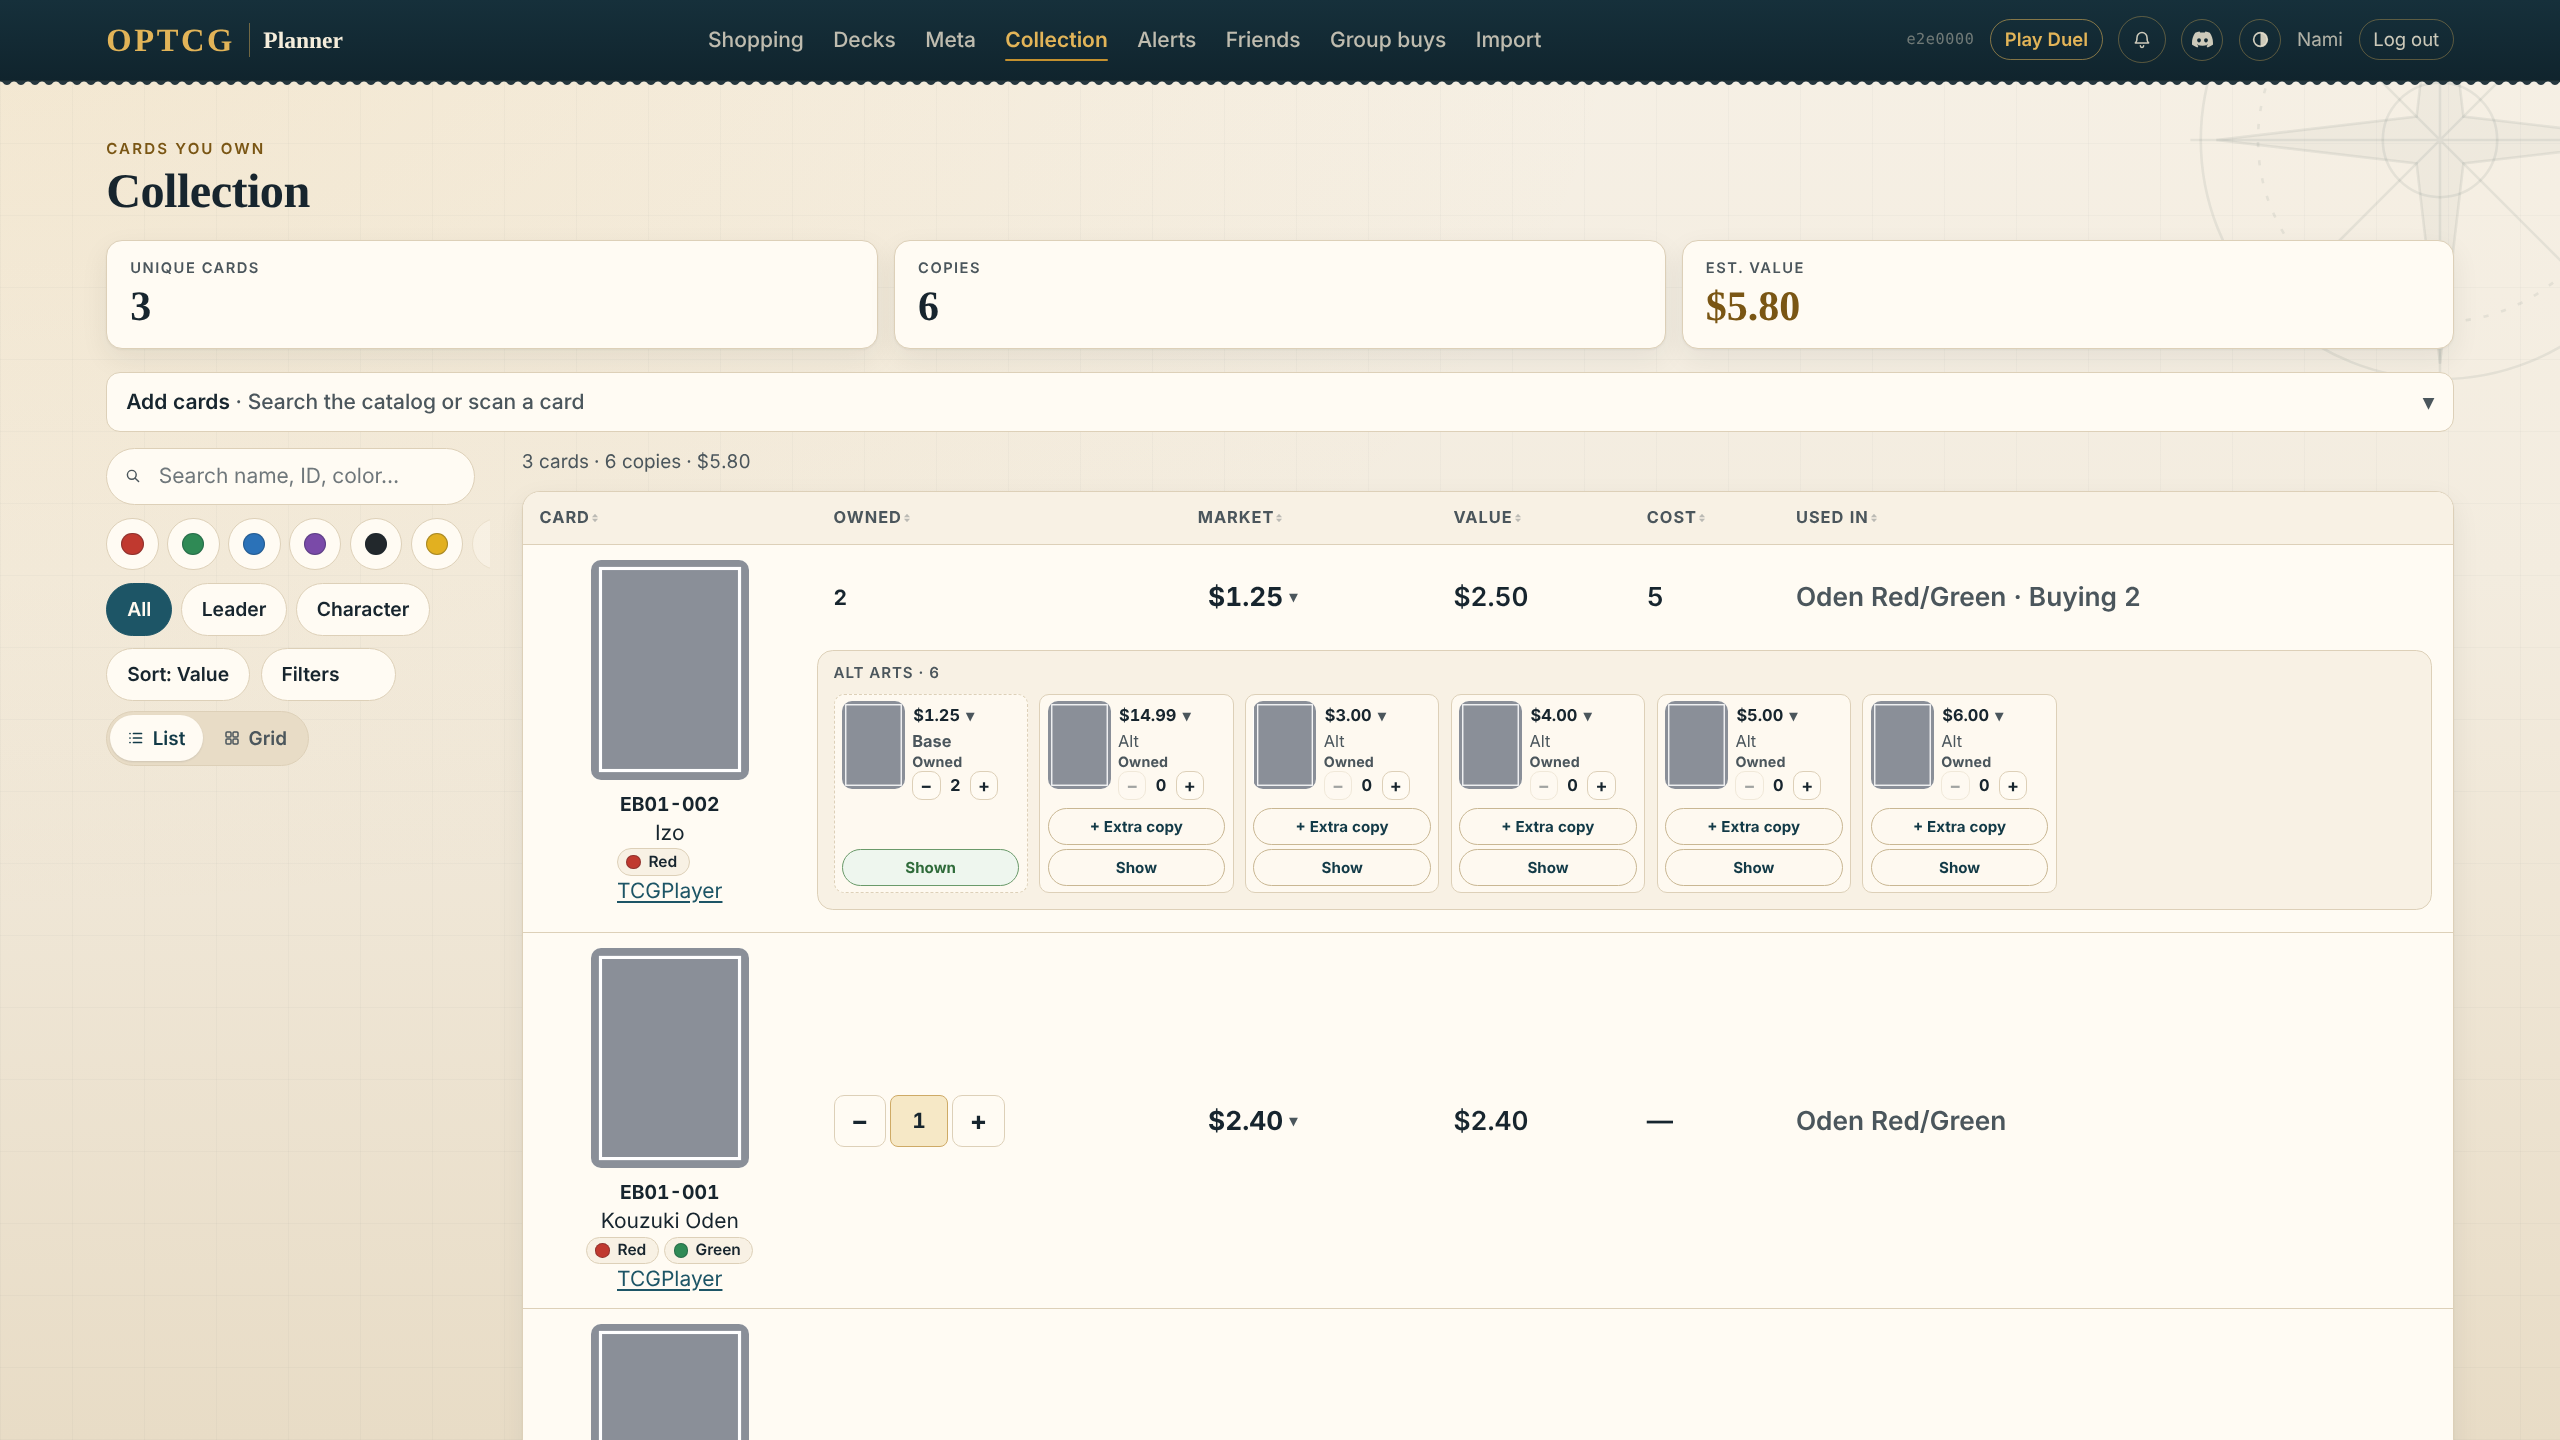 OPTCG Planner Shopping Decks Meta Collection Alerts Friends Group buys Import e2e0000 Play Duel Nami Log out
CARDS YOU OWN
Collection
UNIQUE CARDS
3
COPIES
6
EST. VALUE
$5.80
Add cards · Search the catalog or scan a card ▼
Search name, ID, color...
All Leader Character
Sort: Value Filters
List Grid
3 cards · 6 copies · $5.80
CARD OWNED MARKET VALUE COST USED IN
2 $1.25 ▾ $2.50 5 Oden Red/Green · Buying 2
EB01-002
Izo
Red
TCGPlayer
ALT ARTS · 6
$1.25 ▾
Base
Owned
− 2 +
Shown
$14.99 ▾
Alt
Owned
− 0 +
+ Extra copy
Show
$3.00 ▾
Alt
Owned
− 0 +
+ Extra copy
Show
$4.00 ▾
Alt
Owned
− 0 +
+ Extra copy
Show
$5.00 ▾
Alt
Owned
− 0 +
+ Extra copy
Show
$6.00 ▾
Alt
Owned
− 0 +
+ Extra copy
Show
− 1 + $2.40 ▾ $2.40 — Oden Red/Green
EB01-001
Kouzuki Oden
Red Green
TCGPlayer